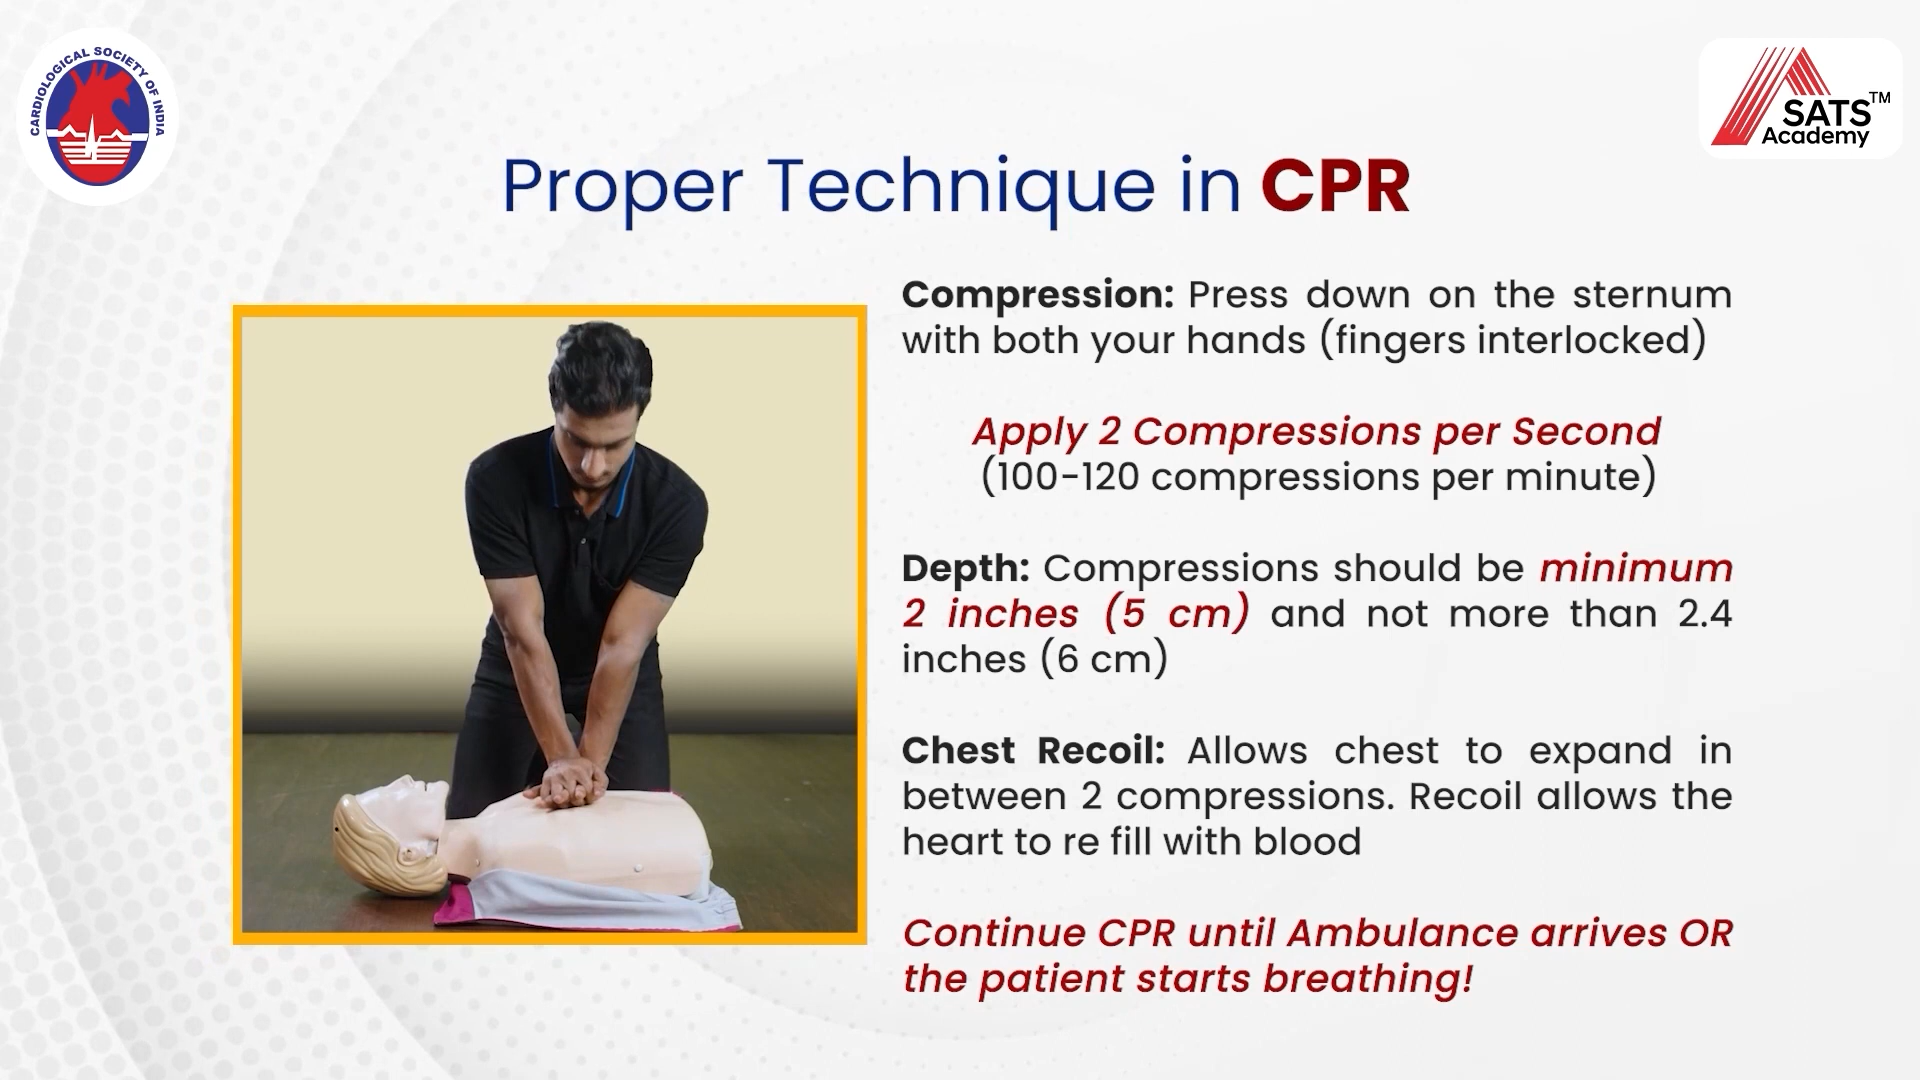 CARDIOLOGICAL SOCIETY OF INDIA
SATS™
Academy
Proper Technique in CPR
Compression: Press down on the sternum
with both your hands (fingers interlocked)
Apply 2 Compressions per Second
(100-120 compressions per minute)
Depth: Compressions should be minimum
2 inches (5 cm) and not more than 2.4
inches (6 cm)
Chest Recoil: Allows chest to expand in
between 2 compressions. Recoil allows the
heart to re fill with blood
Continue CPR until Ambulance arrives OR
the patient starts breathing!